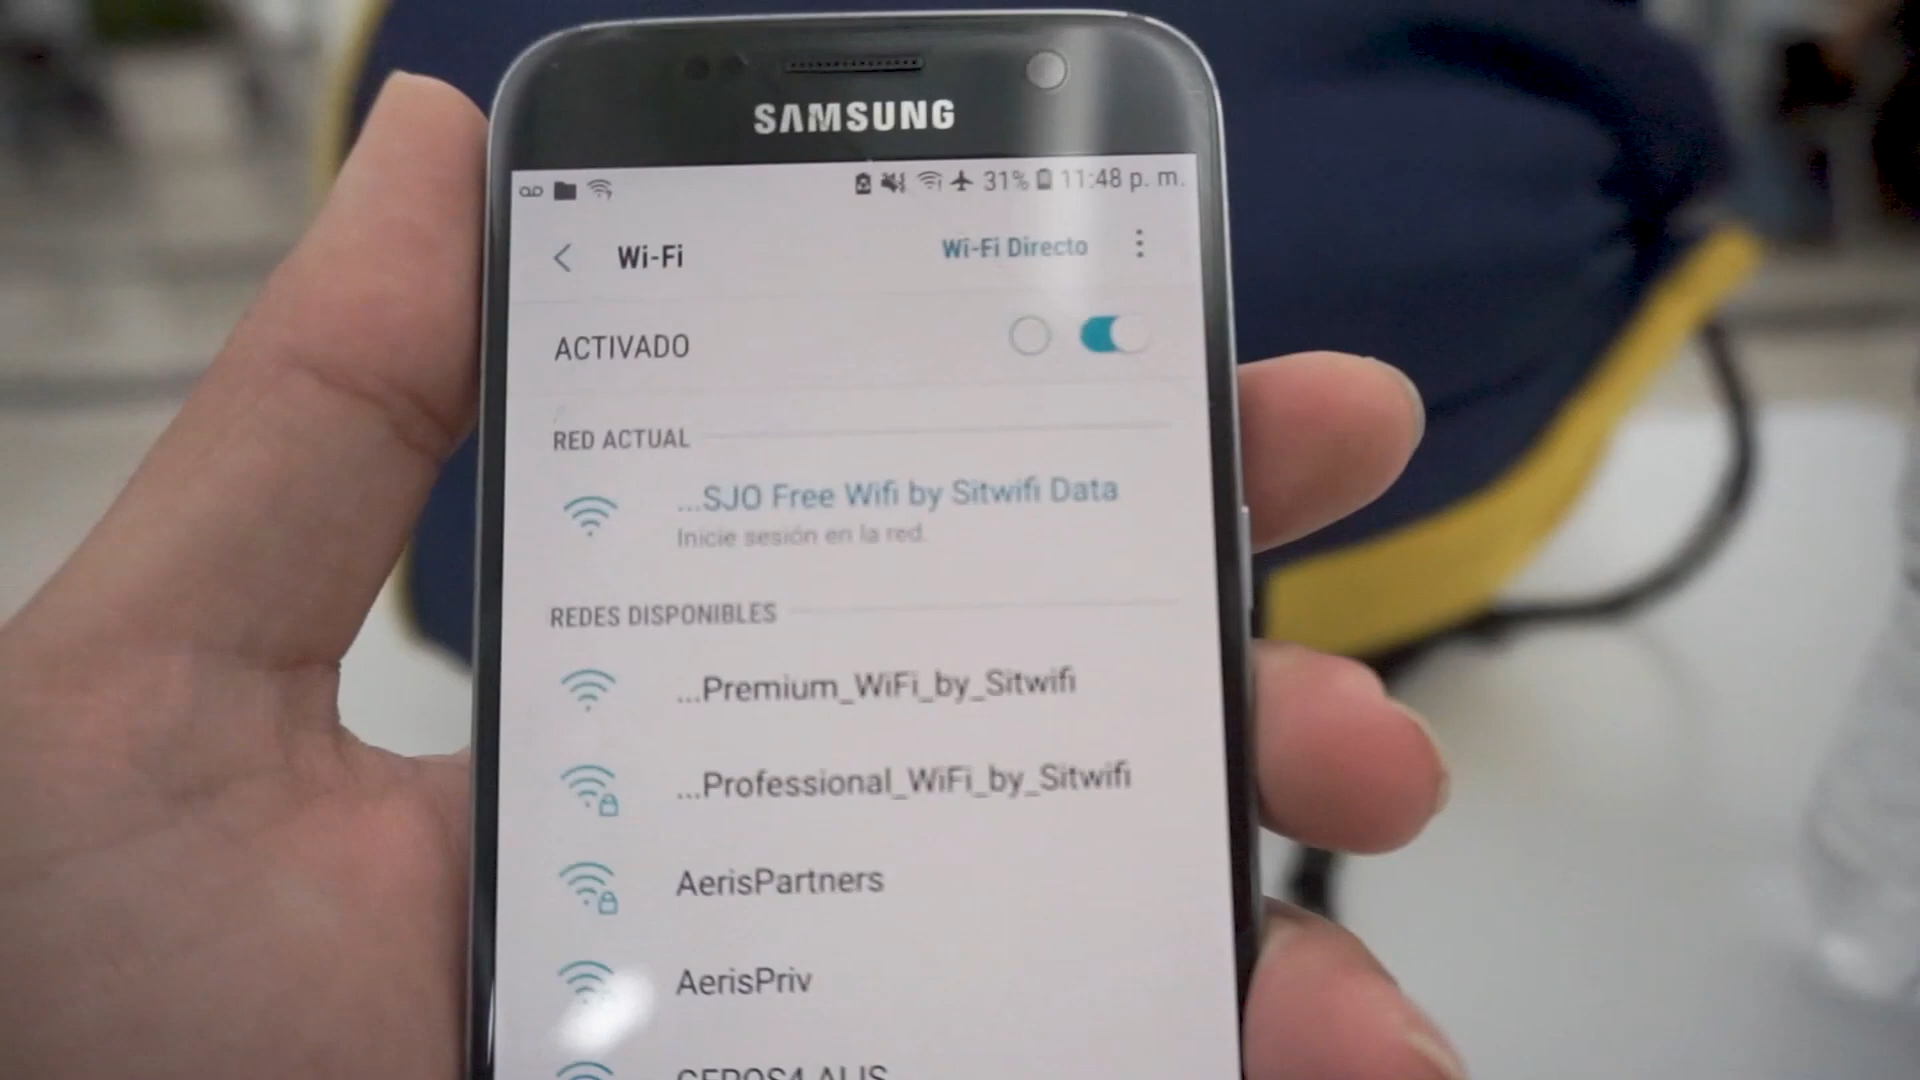 SAMSUNG
31% 11:48 p. m.
Wi-Fi
Wi-Fi Directo
ACTIVADO
RED ACTUAL
...SJO Free Wifi by Sitwifi Data
Inicie sesión en la red.
REDES DISPONIBLES
...Premium_WiFi_by_Sitwifi
...Professional_WiFi_by_Sitwifi
AerisPartners
AerisPriv